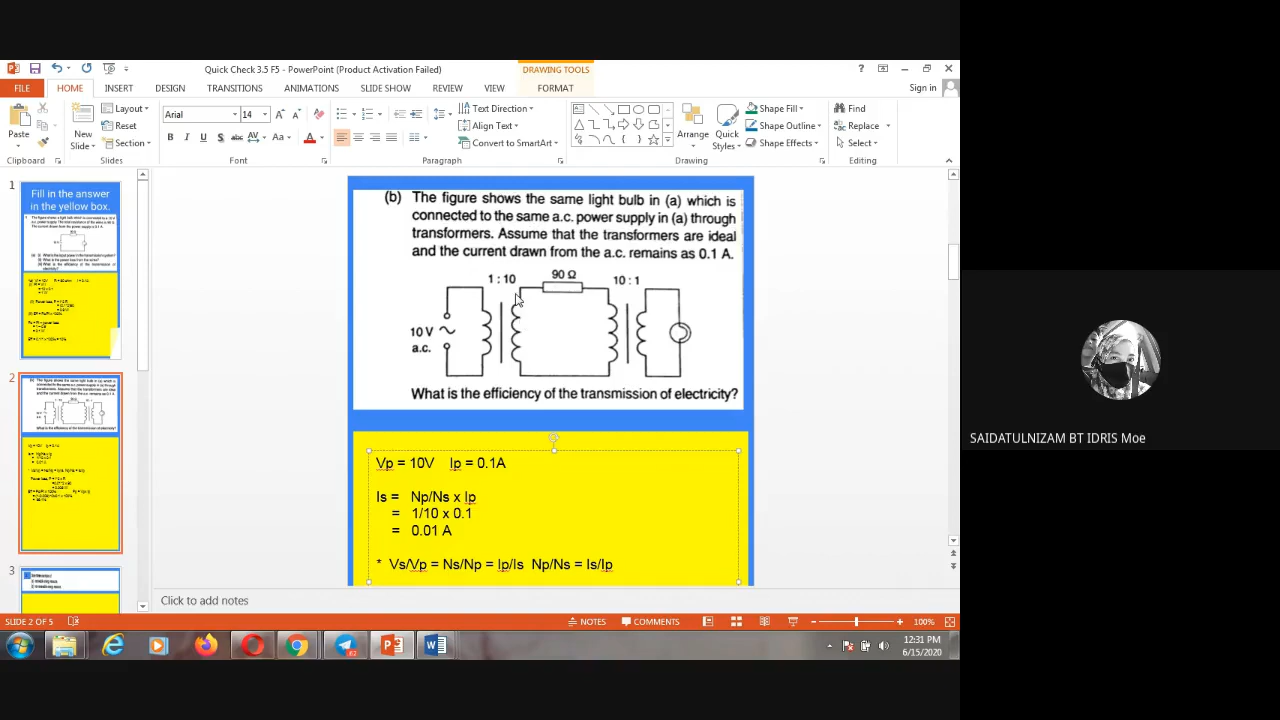 Quick Check 3.5 F5 - PowerPoint (Product Activation Failed)
DRAWING TOOLS
Sign in
FILE HOME INSERT DESIGN TRANSITIONS ANIMATIONS SLIDE SHOW REVIEW VIEW FORMAT
Paste
New Slide
Layout
Reset
Section
Arial
14
Text Direction
Align Text
Convert to SmartArt
Arrange
Quick Styles
Shape Fill
Shape Outline
Shape Effects
Find
Replace
Select
Clipboard Slides Font Paragraph Drawing Editing
1
Fill in the answer
in the yellow box.
2
3
(b) The figure shows the same light bulb in (a) which is
connected to the same a.c. power supply in (a) through
transformers. Assume that the transformers are ideal
and the current drawn from the a.c. remains as 0.1 A.
1 : 10 90 Ω 10 : 1
10 V
a.c.
What is the efficiency of the transmission of electricity?
Vp = 10V Ip = 0.1A
Is = Np/Ns x Ip
= 1/10 x 0.1
= 0.01 A
* Vs/Vp = Ns/Np = Ip/Is Np/Ns = Is/Ip
Click to add notes
SLIDE 2 OF 5
NOTES
COMMENTS
100%
12:31 PM
6/15/2020
SAIDATULNIZAM BT IDRIS Moe